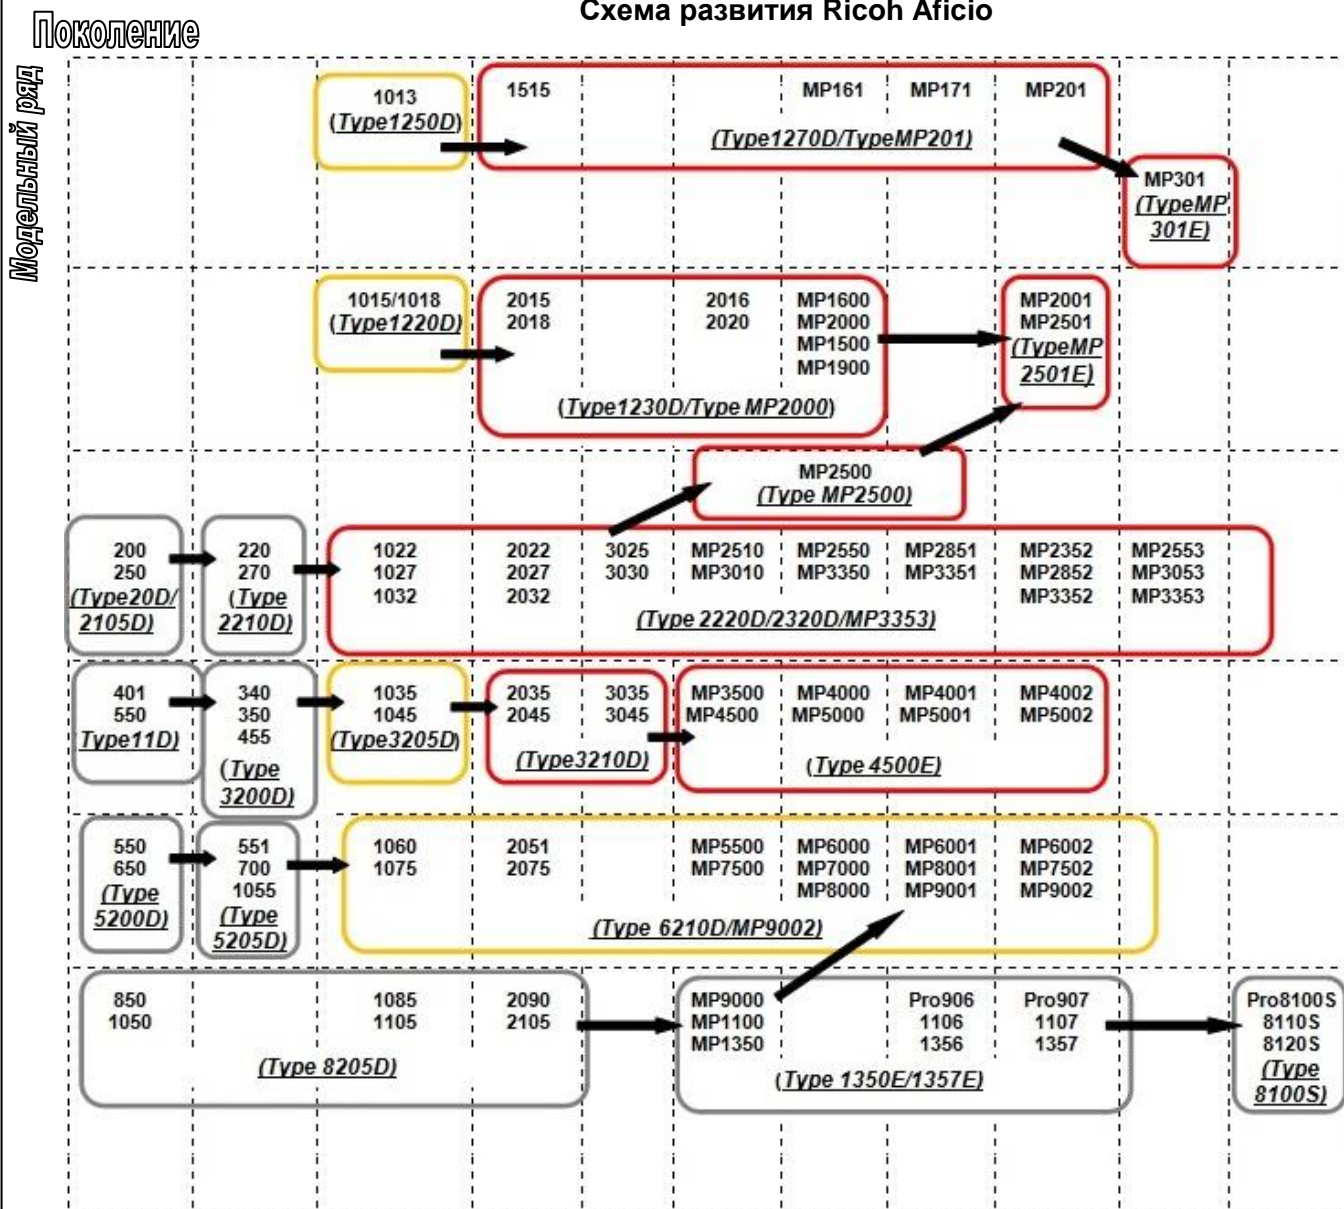 Схема развития Ricoh Aficio
Поколение
Модельный ряд
1013
(Type1250D)
1515
MP161
MP171
MP201
(Type1270D/TypeMP201)
MP301
(TypeMP
301E)
1015/1018
(Type1220D)
2015
2018
2016
2020
MP1600
MP2000
MP1500
MP1900
(Type1230D/Type MP2000)
MP2001
MP2501
(TypeMP
2501E)
MP2500
(Type MP2500)
200
250
(Type20D/
2105D)
220
270
(Type
2210D)
1022
1027
1032
2022
2027
2032
3025
3030
MP2510
MP3010
MP2550
MP3350
MP2851
MP3351
MP2352
MP2852
MP3352
MP2553
MP3053
MP3353
(Type 2220D/2320D/MP3353)
401
550
Type11D)
340
350
455
(Type
3200D)
1035
1045
(Type3205D)
2035
2045
3035
3045
(Type3210D)
MP3500
MP4500
MP4000
MP5000
MP4001
MP5001
MP4002
MP5002
(Type 4500E)
550
650
(Type
5200D)
551
700
1055
(Type
5205D)
1060
1075
2051
2075
MP5500
MP7500
MP6000
MP7000
MP8000
MP6001
MP8001
MP9001
MP6002
MP7502
MP9002
(Type 6210D/MP9002)
850
1050
1085
1105
2090
2105
(Type 8205D)
MP9000
MP1100
MP1350
Pro906
1106
1356
Pro907
1107
1357
(Type 1350E/1357E)
Pro8100S
8110S
8120S
(Type
8100S)